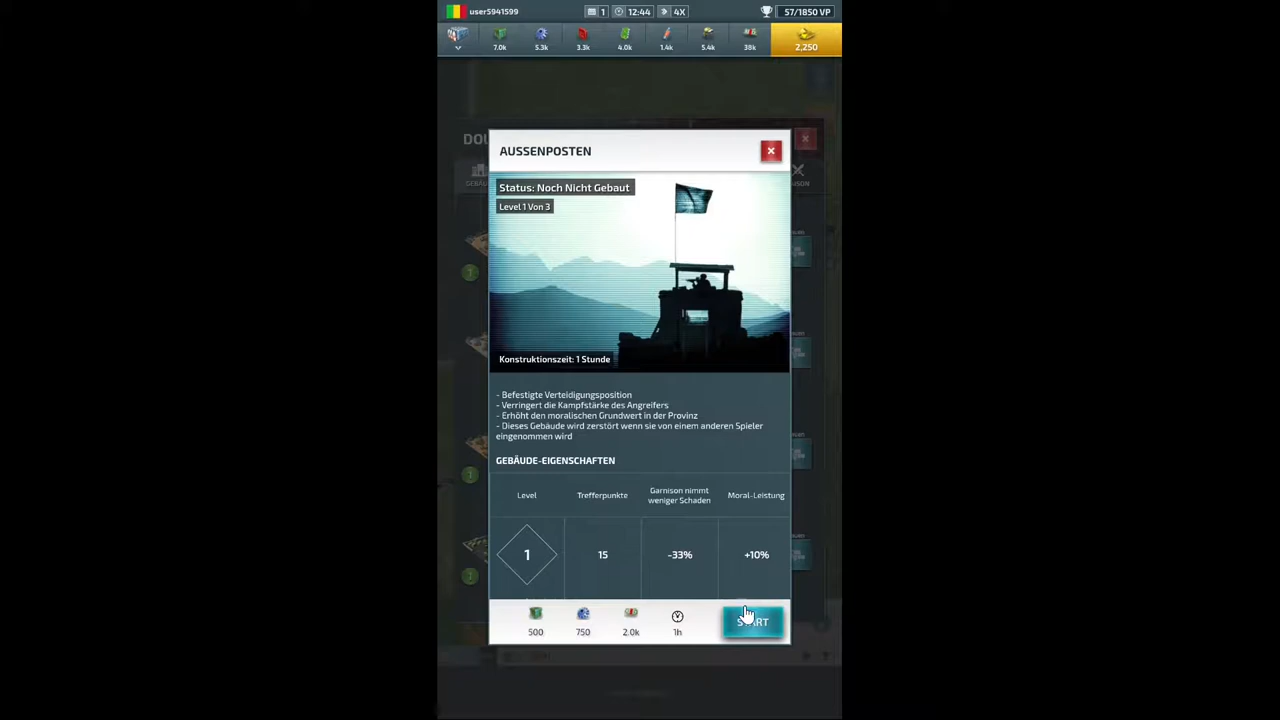 user5941599
1
12:44
4X
57/1850 VP
7.0k
5.3k
3.3k
4.0k
1.4k
5.4k
38k
2,250
DOU
AUSSENPOSTEN
Status: Noch Nicht Gebaut
Level 1 Von 3
Konstruktionszeit: 1 Stunde
- Befestigte Verteidigungsposition
- Verringert die Kampfstärke des Angreifers
- Erhöht den moralischen Grundwert in der Provinz
- Dieses Gebäude wird zerstört wenn sie von einem anderen Spieler
eingenommen wird
GEBÄUDE-EIGENSCHAFTEN
Level
Trefferpunkte
Garnison nimmt
weniger Schaden
Moral-Leistung
1
15
-33%
+10%
500
750
2.0k
1h
START